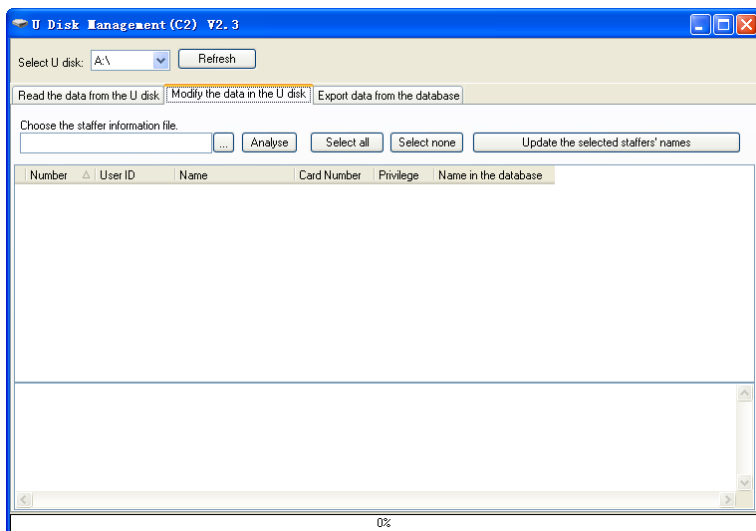 U Disk Management(C2) V2.3
Select U disk: A:\ Refresh
Read the data from the U disk Modify the data in the U disk Export data from the database
Choose the staffer information file.
... Analyse Select all Select none Update the selected staffers' names
Number User ID Name Card Number Privilege Name in the database
0%